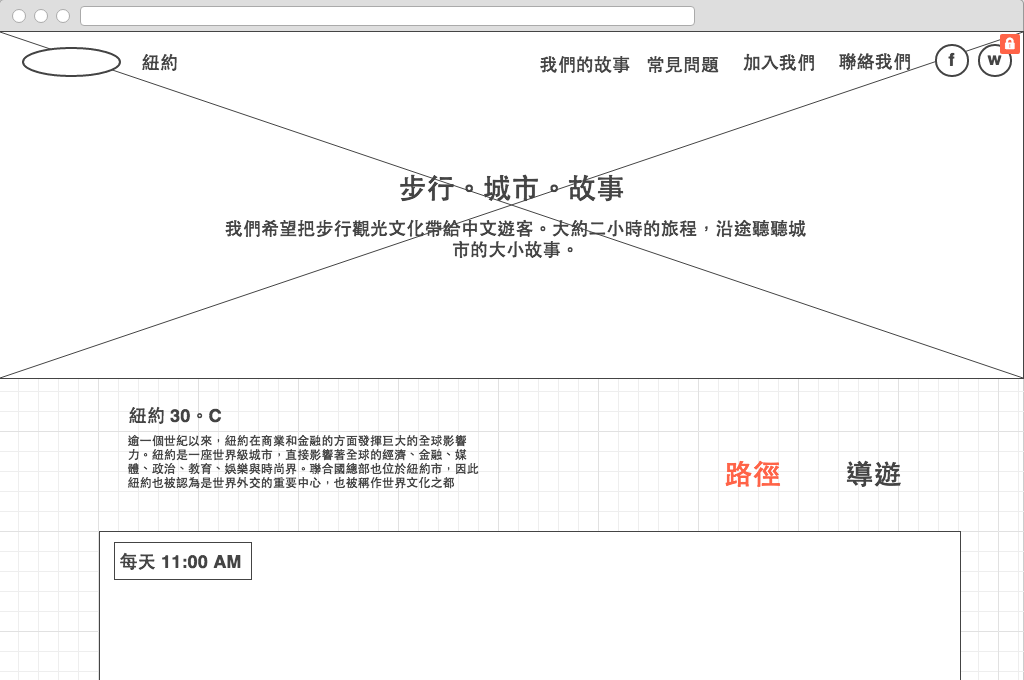 紐約
我們的故事 常見問題 加入我們 聯絡我們 f w
步行。城市。故事
我們希望把步行觀光文化帶給中文遊客。大約二小時的旅程，沿途聽聽城
市的大小故事。
紐約 30。C
逾一個世紀以來，紐約在商業和金融的方面發揮巨大的全球影響
力。紐約是一座世界級城市，直接影響著全球的經濟、金融、媒
體、政治、教育、娛樂與時尚界。聯合國總部也位於紐約市，因此
紐約也被認為是世界外交的重要中心，也被稱作世界文化之都
路徑 導遊
每天 11:00 AM